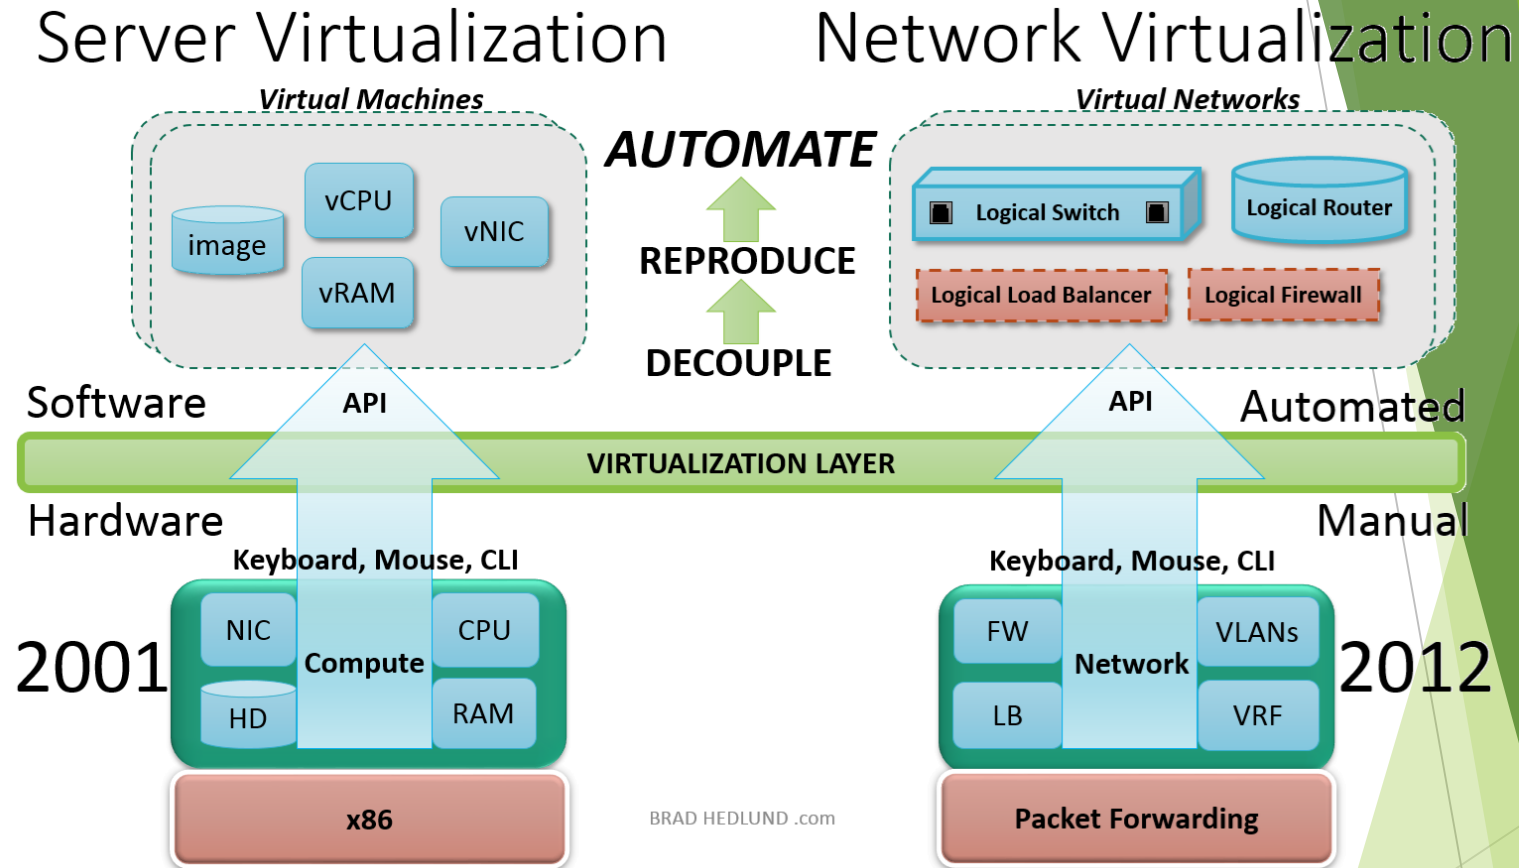 Server Virtualization
Network Virtualization
Virtual Machines
Virtual Networks
AUTOMATE
REPRODUCE
DECOUPLE
image
vCPU
vRAM
vNIC
Logical Switch
Logical Router
Logical Load Balancer
Logical Firewall
API
API
Software
Automated
VIRTUALIZATION LAYER
Hardware
Manual
Keyboard, Mouse, CLI
Keyboard, Mouse, CLI
2001
NIC
CPU
Compute
HD
RAM
x86
FW
VLANs
Network
LB
VRF
2012
Packet Forwarding
BRAD HEDLUND .com